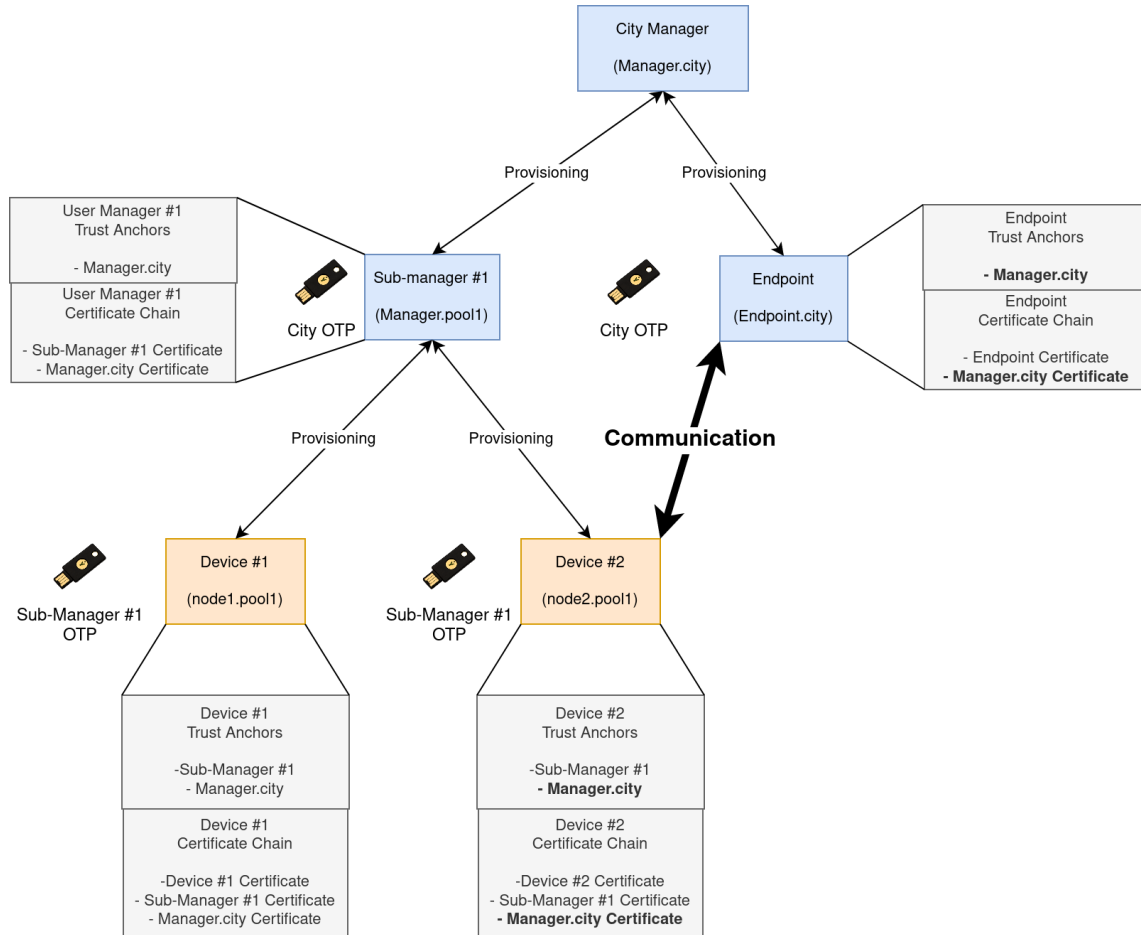 City Manager
(Manager.city)
Provisioning
Provisioning
User Manager #1
Trust Anchors
- Manager.city
User Manager #1
Certificate Chain
- Sub-Manager #1 Certificate
- Manager.city Certificate
City OTP
Sub-manager #1
(Manager.pool1)
City OTP
Endpoint
(Endpoint.city)
Endpoint
Trust Anchors
- Manager.city
Endpoint
Certificate Chain
- Endpoint Certificate
- Manager.city Certificate
Provisioning
Provisioning
Communication
Sub-Manager #1
OTP
Device #1
(node1.pool1)
Sub-Manager #1
OTP
Device #2
(node2.pool1)
Device #1
Trust Anchors
-Sub-Manager #1
- Manager.city
Device #1
Certificate Chain
-Device #1 Certificate
- Sub-Manager #1 Certificate
- Manager.city Certificate
Device #2
Trust Anchors
-Sub-Manager #1
- Manager.city
Device #2
Certificate Chain
-Device #2 Certificate
- Sub-Manager #1 Certificate
- Manager.city Certificate